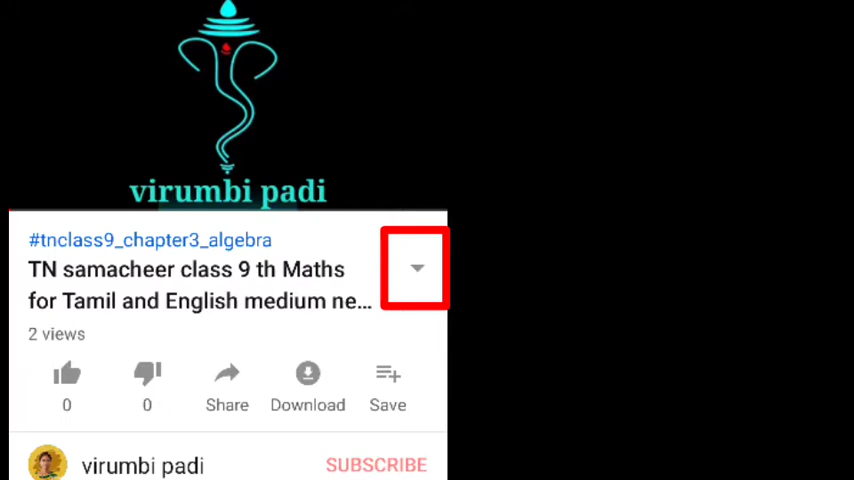 virumbi padi
#tnclass9_chapter3_algebra
TN samacheer class 9 th Maths
for Tamil and English medium ne...
2 views
0 0 Share Download Save
virumbi padi SUBSCRIBE